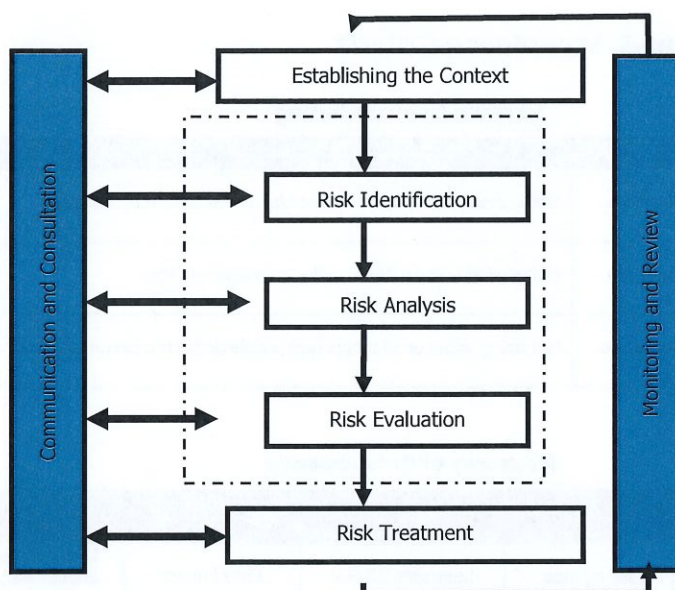 Establishing the Context
Communication and Consultation
Risk Identification
Risk Analysis
Monitoring and Review
Risk Evaluation
Risk Treatment